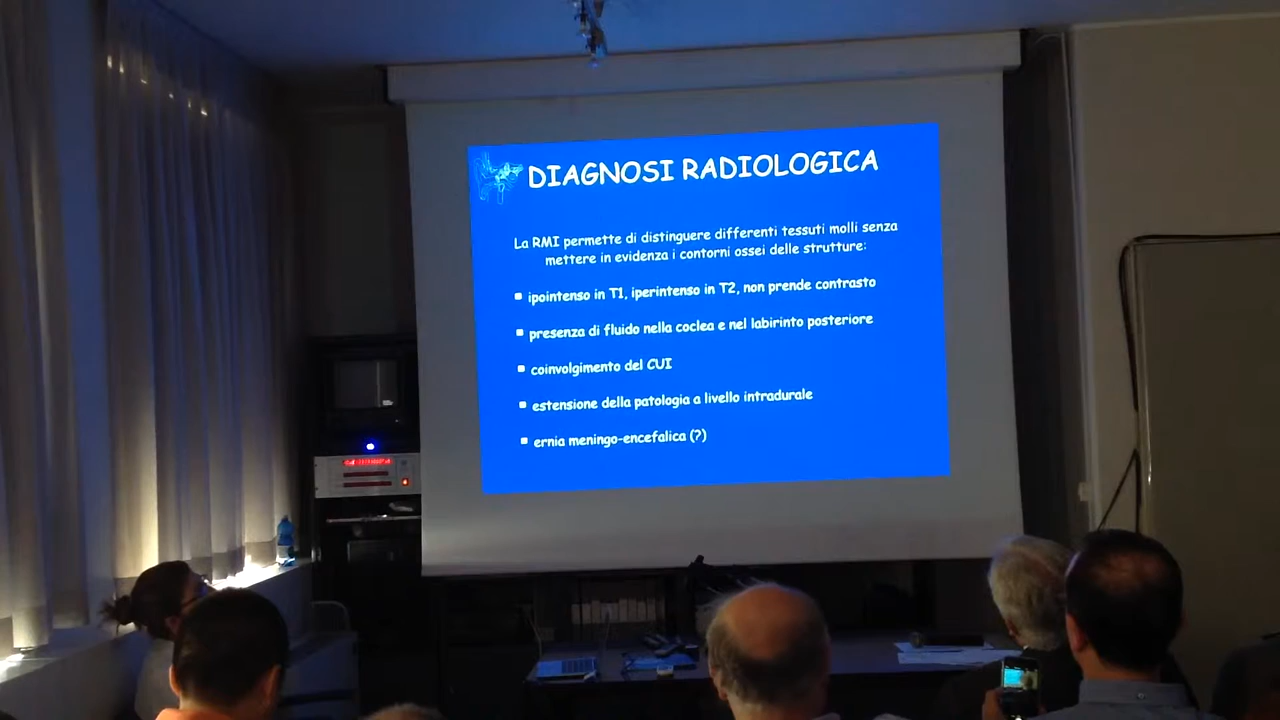 DIAGNOSI RADIOLOGICA
La RMI permette di distinguere differenti tessuti molli senza
mettere in evidenza i contorni ossei delle strutture:
ipointenso in T1, iperintenso in T2, non prende contrasto
presenza di fluido nella coclea e nel labirinto posteriore
coinvolgimento del CUI
estensione della patologia a livello intradurale
ernia meningo-encefalica (?)